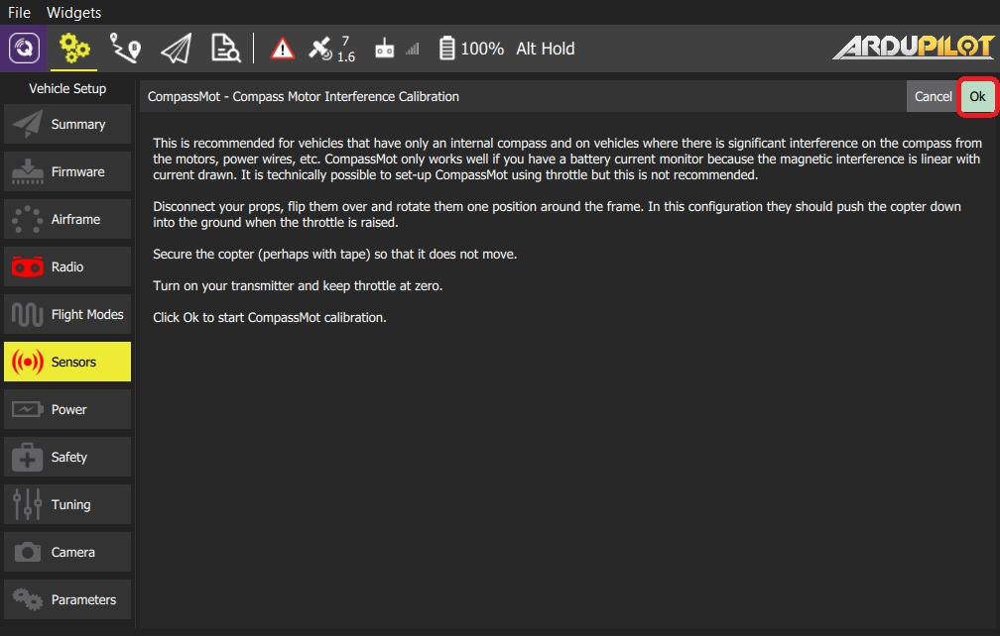 File Widgets
7
1.6
100% Alt Hold
ARDUPILOT
Vehicle Setup
Summary
Firmware
Airframe
Radio
Flight Modes
Sensors
Power
Safety
Tuning
Camera
Parameters
CompassMot - Compass Motor Interference Calibration
Cancel
Ok
This is recommended for vehicles that have only an internal compass and on vehicles where there is significant interference on the compass from
the motors, power wires, etc. CompassMot only works well if you have a battery current monitor because the magnetic interference is linear with
current drawn. It is technically possible to set-up CompassMot using throttle but this is not recommended.
Disconnect your props, flip them over and rotate them one position around the frame. In this configuration they should push the copter down
into the ground when the throttle is raised.
Secure the copter (perhaps with tape) so that it does not move.
Turn on your transmitter and keep throttle at zero.
Click Ok to start CompassMot calibration.